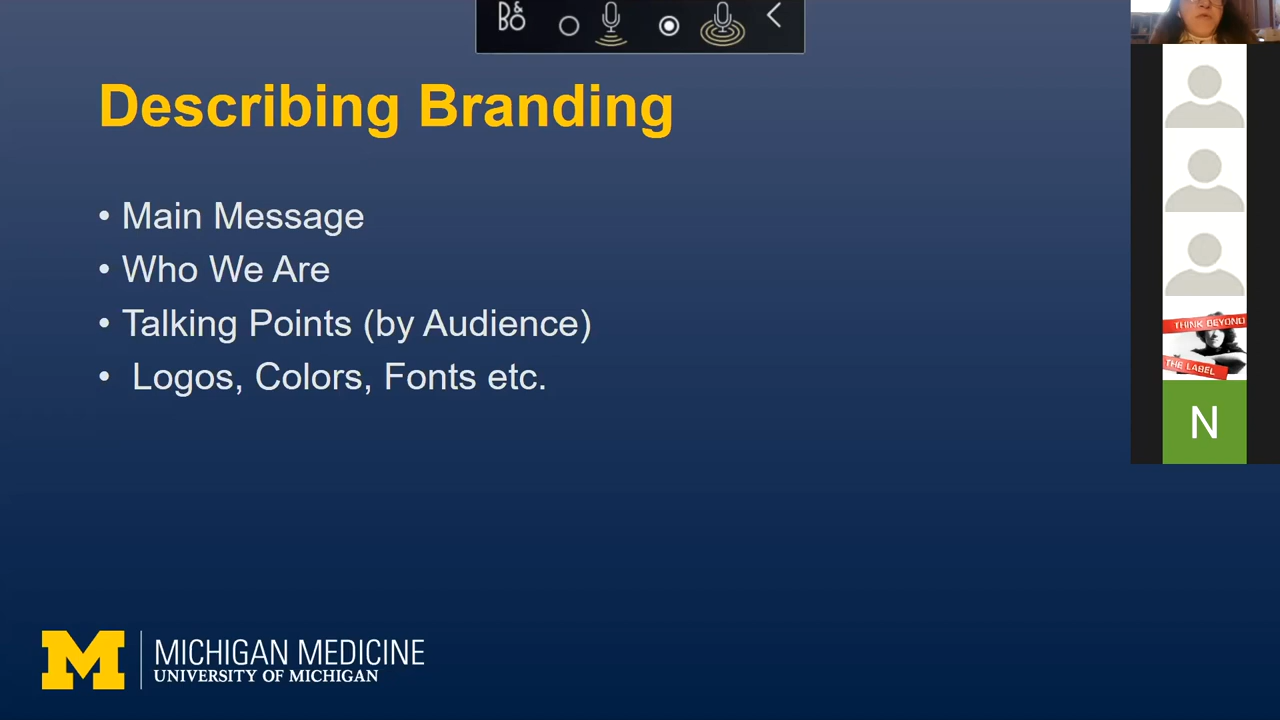 B&O
Describing Branding
• Main Message
• Who We Are
• Talking Points (by Audience)
• Logos, Colors, Fonts etc.
THINK BEYOND
THE LABEL
N
M
MICHIGAN MEDICINE
UNIVERSITY OF MICHIGAN